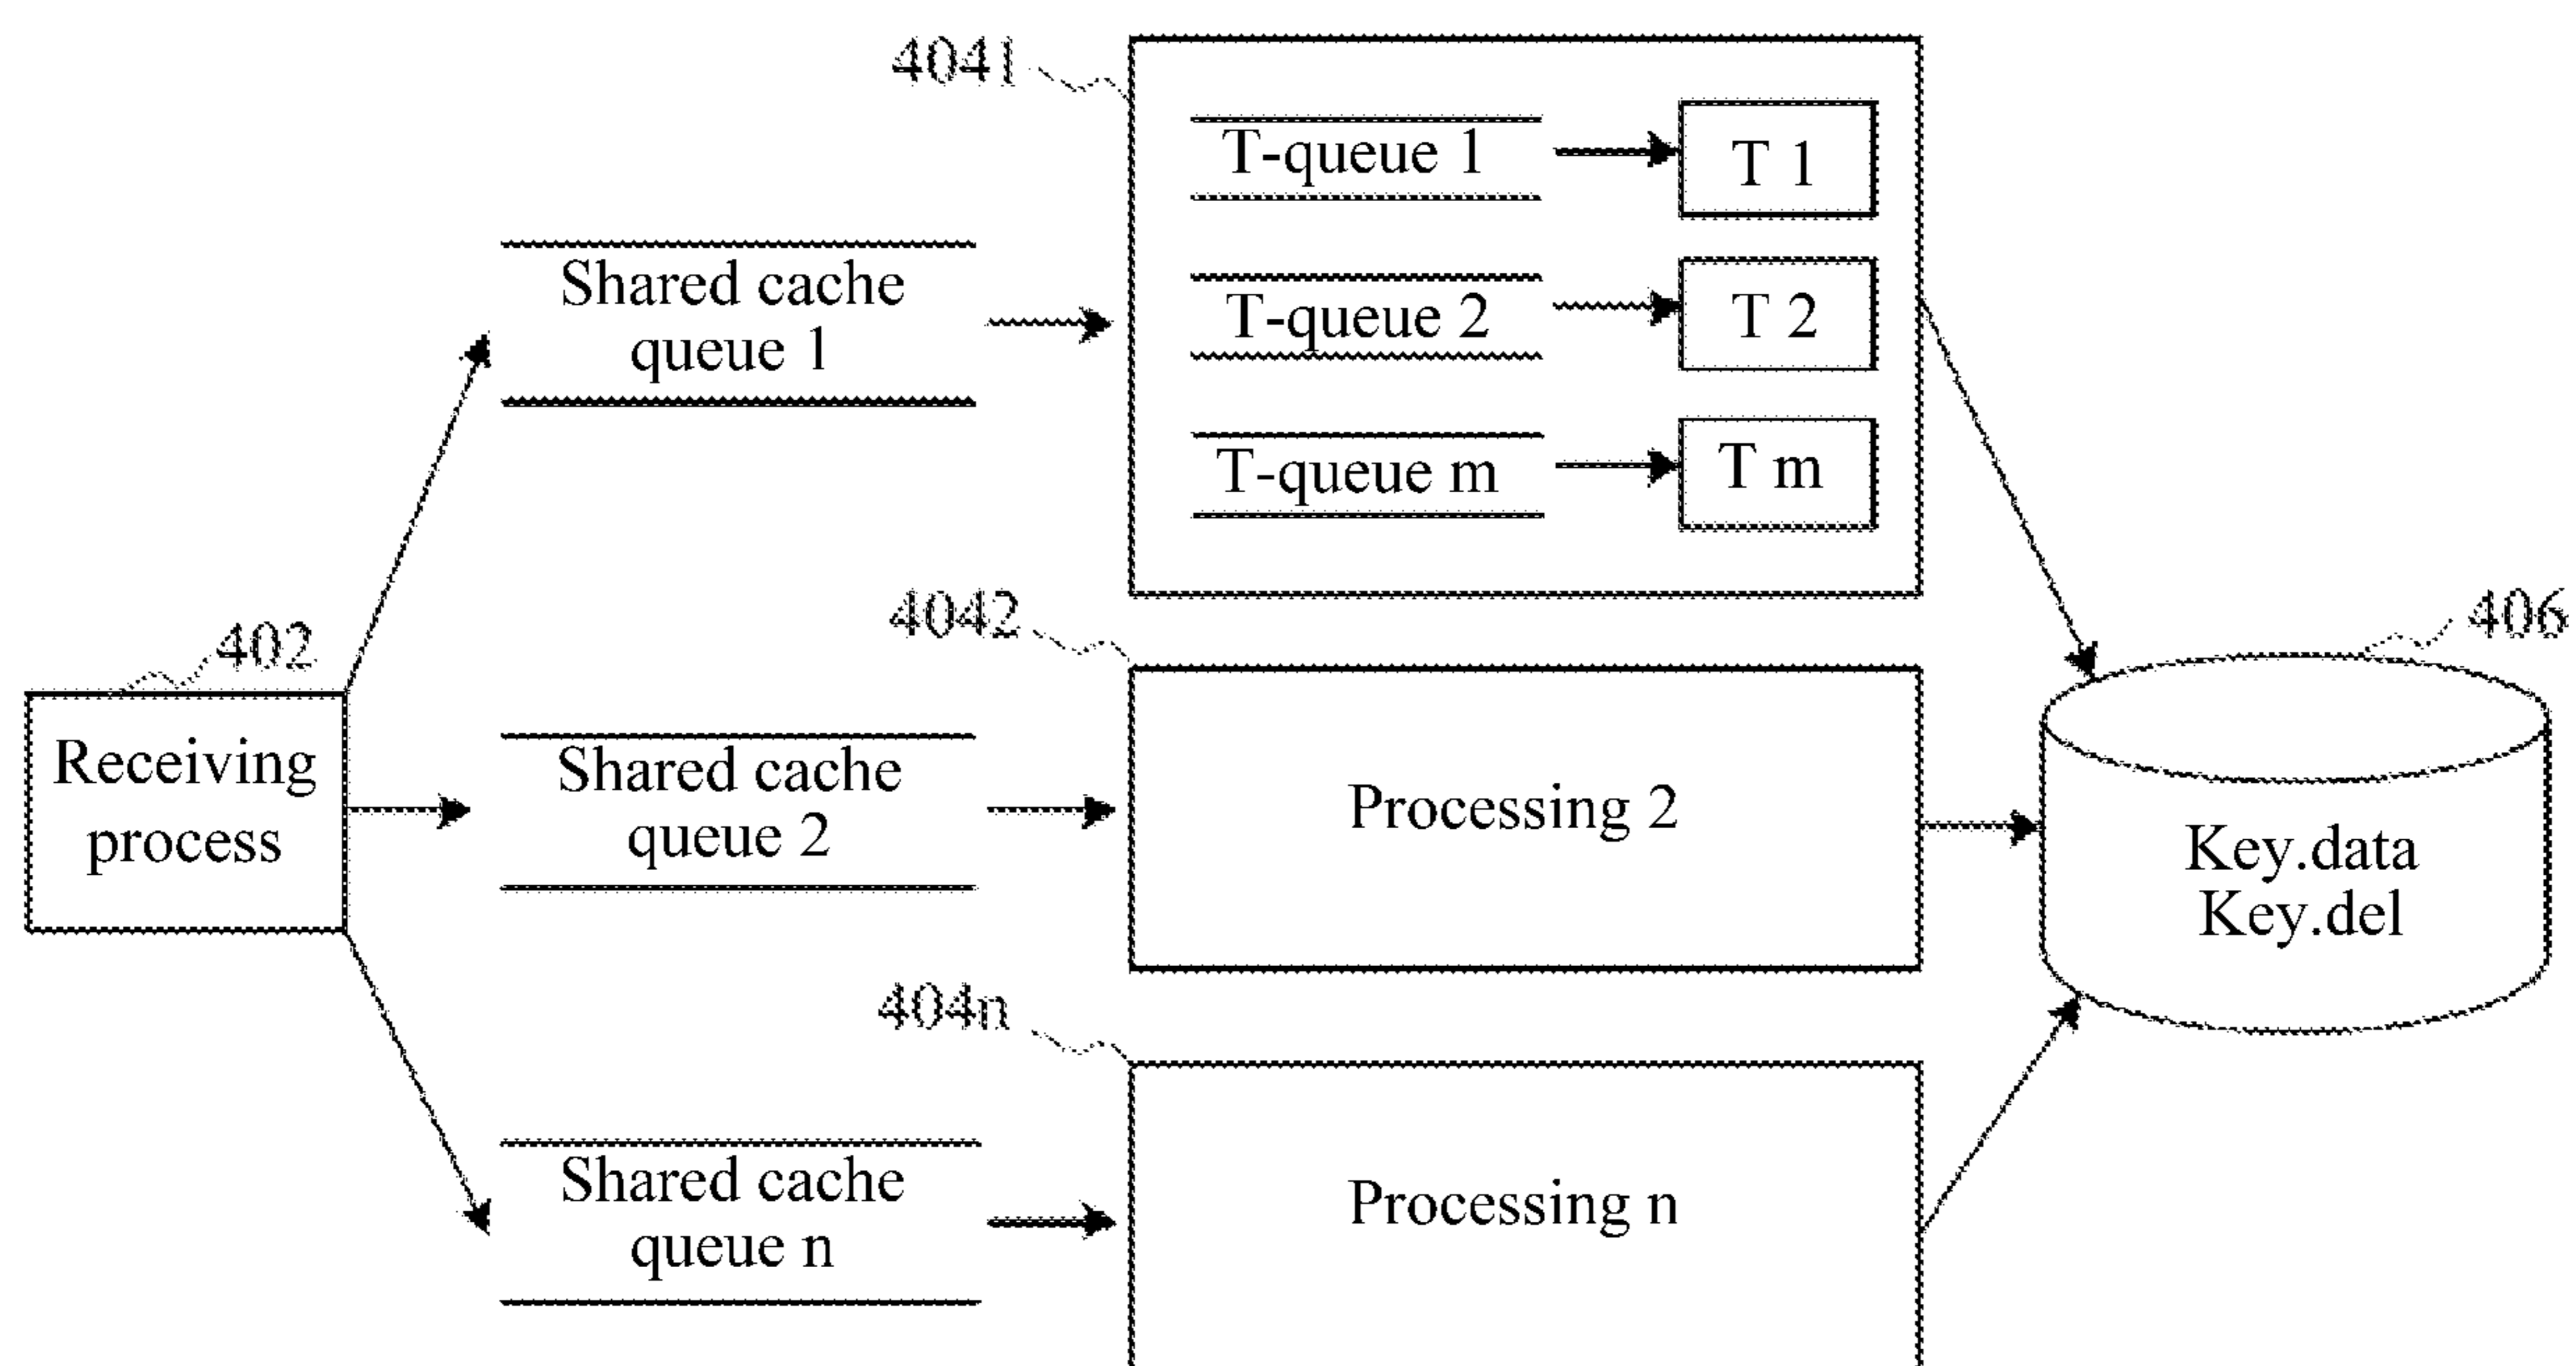 4041
T-queue 1
T 1
T-queue 2
T 2
T-queue m
T m
Shared cache
queue 1
402
Receiving
process
4042
Shared cache
queue 2
Processing 2
406
Key.data
Key.del
404n
Shared cache
queue n
Processing n